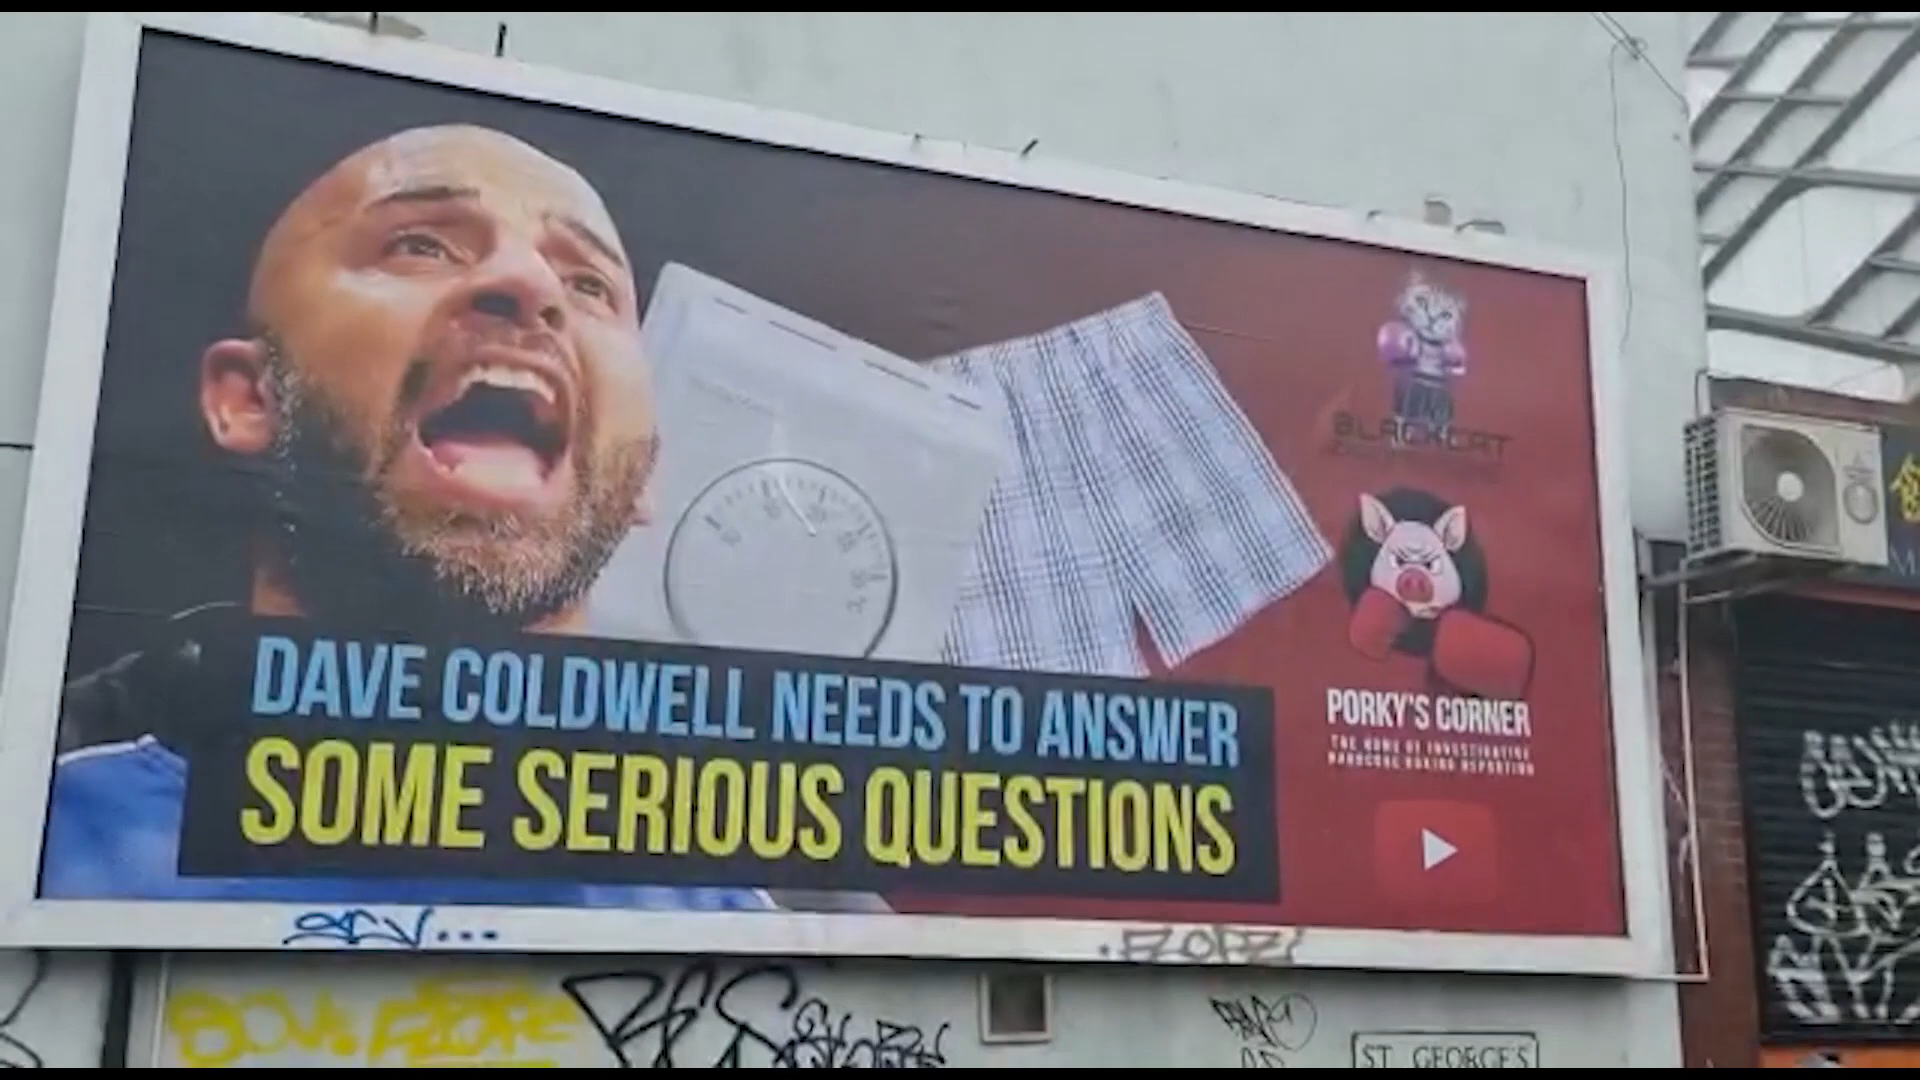 BLACKCAT
DAVE COLDWELL NEEDS TO ANSWER
SOME SERIOUS QUESTIONS
PORKY'S CORNER
THE HOME OF INVESTIGATIVE
HARDCORE BOXING REPORTING
ST GEORGE'S